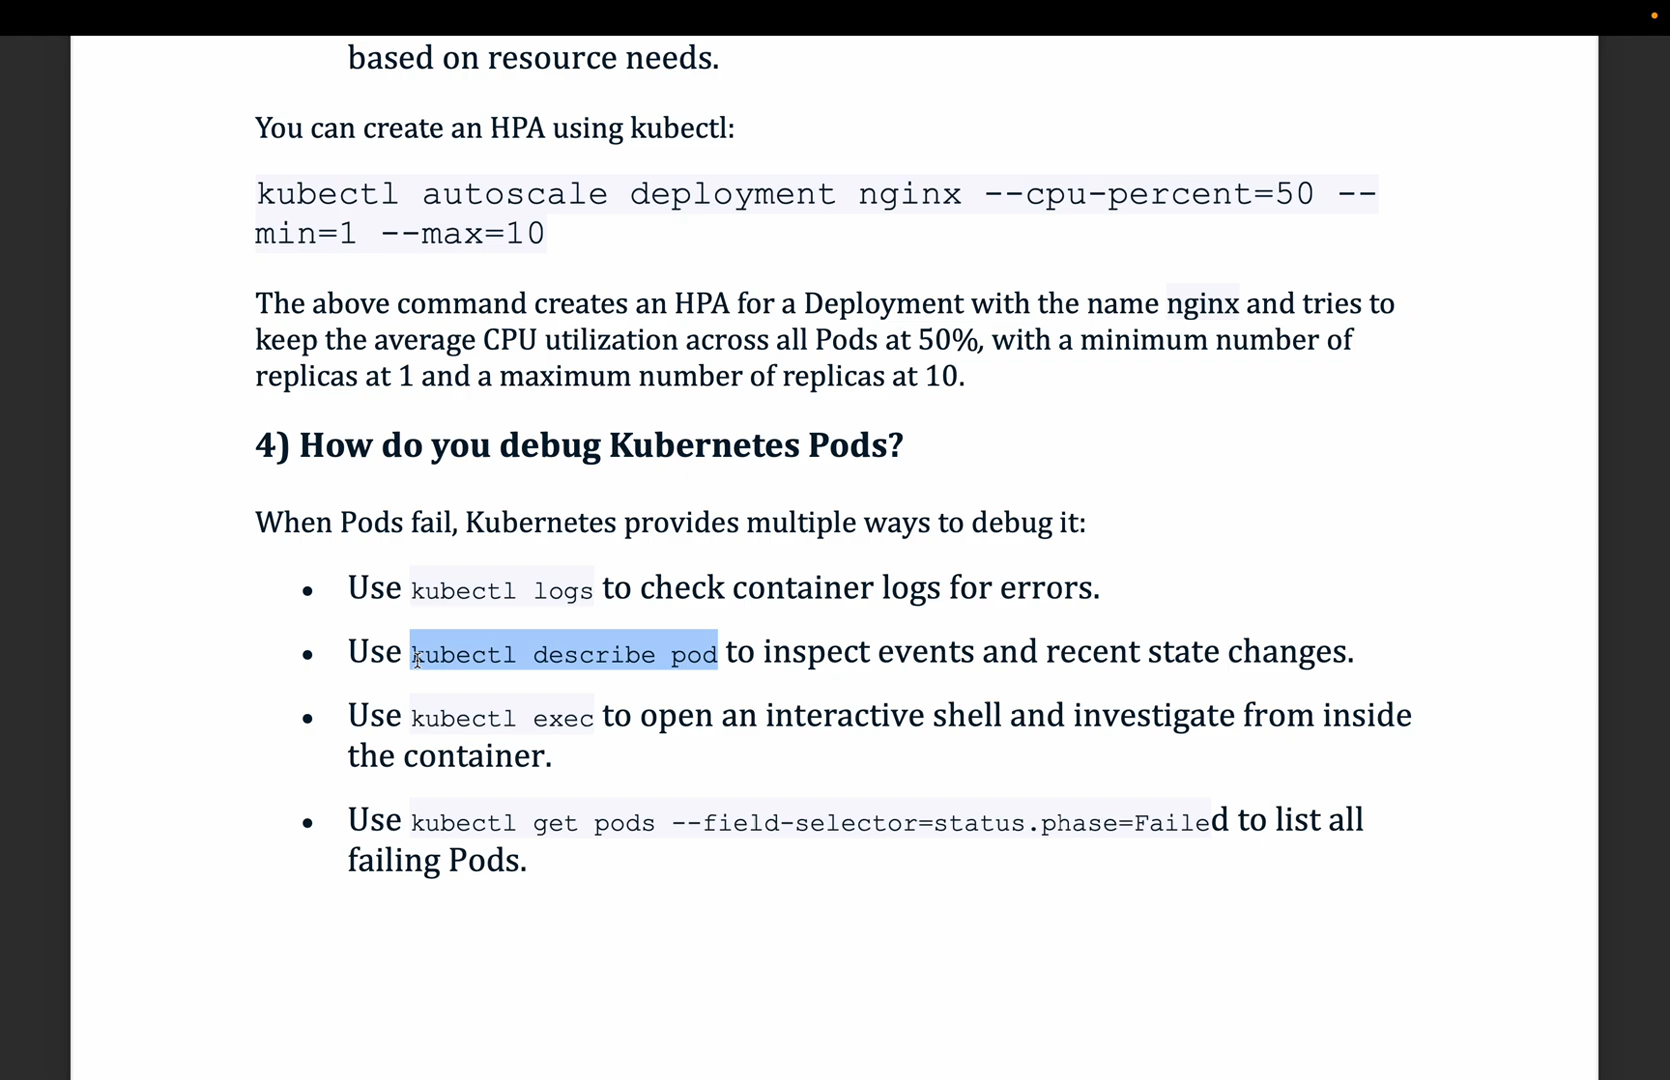 based on resource needs.
You can create an HPA using kubectl:
kubectl autoscale deployment nginx --cpu-percent=50 --
min=1 --max=10
The above command creates an HPA for a Deployment with the name nginx and tries to
keep the average CPU utilization across all Pods at 50%, with a minimum number of
replicas at 1 and a maximum number of replicas at 10.
4) How do you debug Kubernetes Pods?
When Pods fail, Kubernetes provides multiple ways to debug it:
• Use kubectl logs to check container logs for errors.
• Use kubectl describe pod to inspect events and recent state changes.
• Use kubectl exec to open an interactive shell and investigate from inside
the container.
• Use kubectl get pods --field-selector=status.phase=Failed to list all
failing Pods.